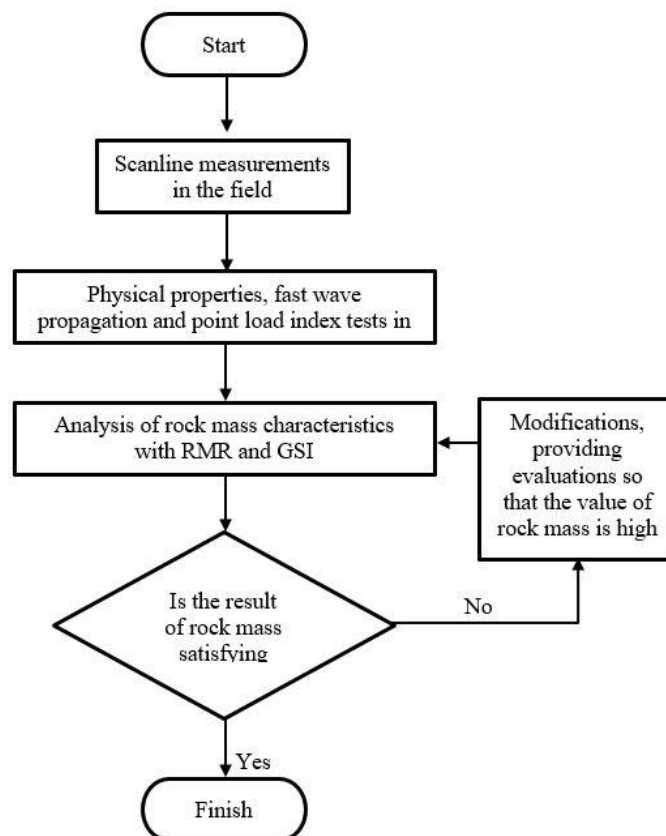 Start
Scanline measurements
in the field
Physical properties, fast wave
propagation and point load index tests in
Analysis of rock mass characteristics
with RMR and GSI
Modifications,
providing
evaluations so
that the value of
rock mass is high
Is the result
of rock mass
satisfying
No
Yes
Finish